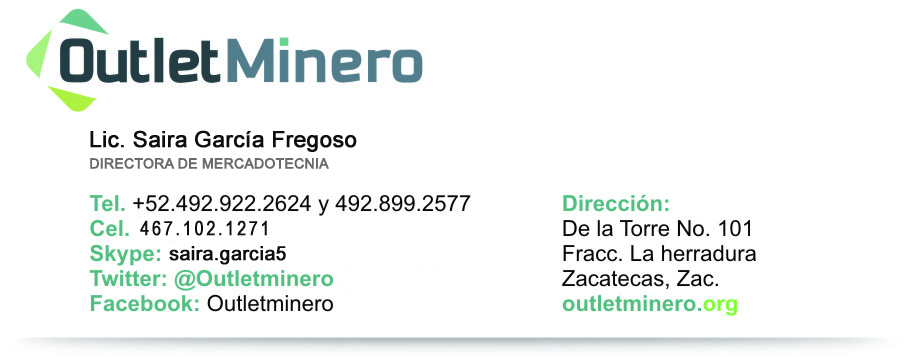 OutletMinero
Lic. Saira García Fregoso
DIRECTORA DE MERCADOTECNIA
Tel. +52.492.922.2624 y 492.899.2577
Cel. 467.102.1271
Skype: saira.garcia5
Twitter: @Outletminero
Facebook: Outletminero
Dirección:
De la Torre No. 101
Fracc. La herradura
Zacatecas, Zac.
outletminero.org